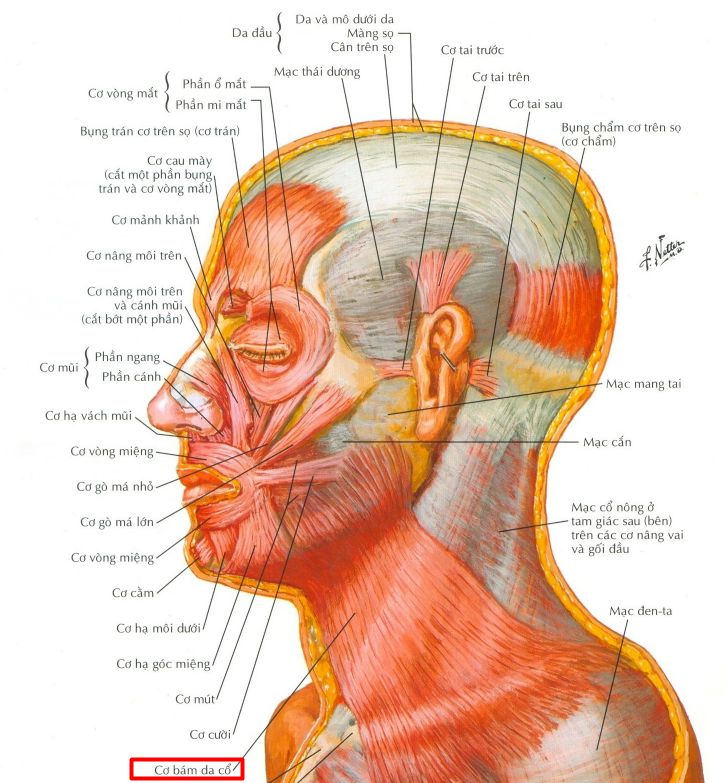 Da đầu
Da và mô dưới da
Màng sọ
Cân trên sọ
Cơ tai trước
Mạc thái dương
Cơ tai trên
Cơ vòng mắt
Phần ổ mắt
Phần mi mắt
Cơ tai sau
Bụng trán cơ trên sọ (cơ trán)
Bụng chẩm cơ trên sọ
(cơ chẩm)
Cơ cau mày
(cắt một phần bụng
trán và cơ vòng mắt)
Cơ mảnh khảnh
Cơ nâng môi trên
Cơ nâng môi trên
và cánh mũi
(cắt bớt một phần)
Cơ mũi
Phần ngang
Phần cánh
Mạc mang tai
Cơ hạ vách mũi
Mạc cắn
Cơ vòng miệng
Cơ gò má nhỏ
Cơ gò má lớn
Mạc cổ nông ở
tam giác sau (bên)
trên các cơ nâng vai
và gối đầu
Cơ vòng miệng
Cơ cằm
Mạc đen-ta
Cơ hạ môi dưới
Cơ hạ góc miệng
Cơ mút
Cơ cười
Cơ bám da cổ
F. Netter
M.D.